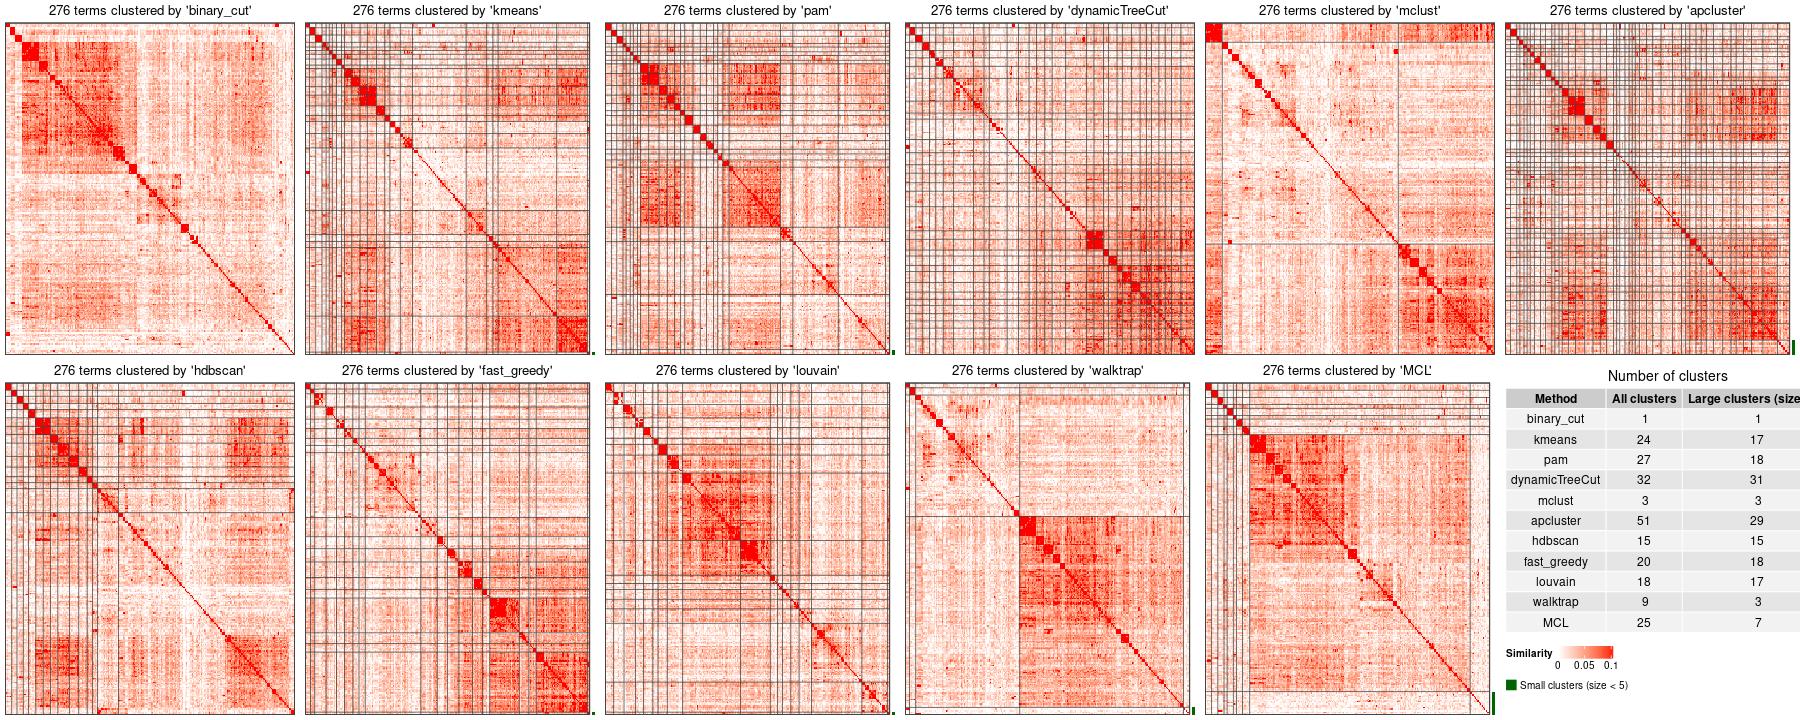 276 terms clustered by 'binary_cut'
276 terms clustered by 'kmeans'
276 terms clustered by 'pam'
276 terms clustered by 'dynamicTreeCut'
276 terms clustered by 'mclust'
276 terms clustered by 'apcluster'
276 terms clustered by 'hdbscan'
276 terms clustered by 'fast_greedy'
276 terms clustered by 'louvain'
276 terms clustered by 'walktrap'
276 terms clustered by 'MCL'
Number of clusters
Method All clusters Large clusters (size
binary_cut 1 1
kmeans 24 17
pam 27 18
dynamicTreeCut 32 31
mclust 3 3
apcluster 51 29
hdbscan 15 15
fast_greedy 20 18
louvain 18 17
walktrap 9 3
MCL 25 7
Similarity
0 0.05 0.1
Small clusters (size < 5)